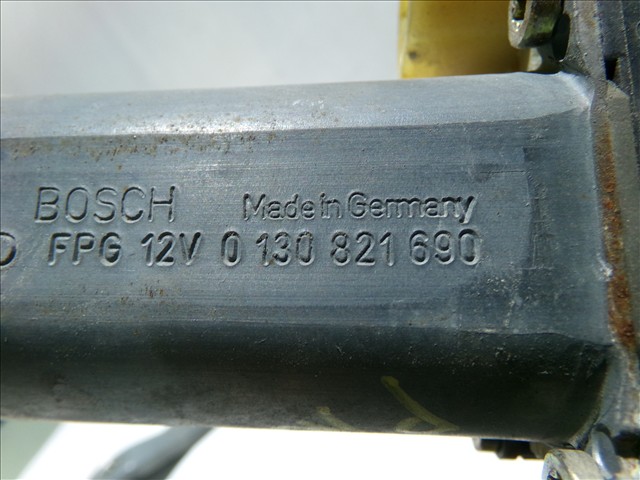 BOSCH Made in Germany
FPG 12V 0 130 821 690